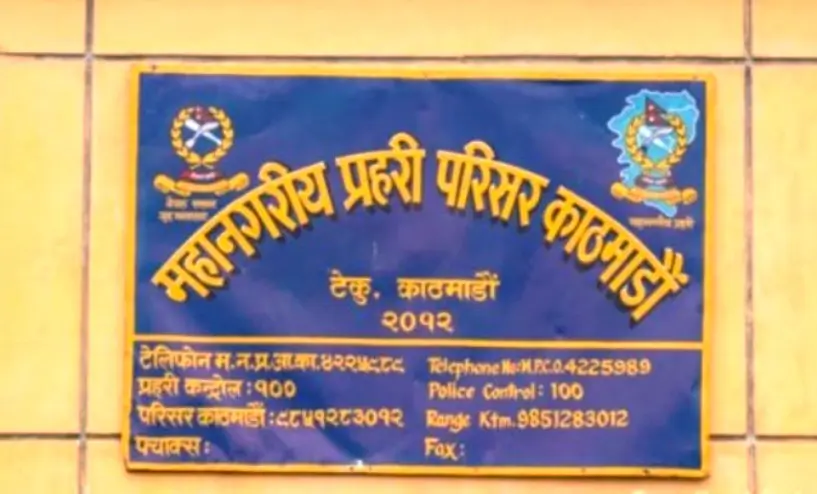 महानगरीय प्रहरी परिसर काठमाडौं
टेकु, काठमाडौं
२०१२
टेलिफोन म.न.प्र.आ.का.४२२५९८९
प्रहरी कन्ट्रोल : १००
परिसर काठमाडौं : ९८५१२८३०१२
फ्याक्स :
Telephone No:M.P.C.O.4225989
Police Control : 100
Range Ktm.9851283012
Fax :